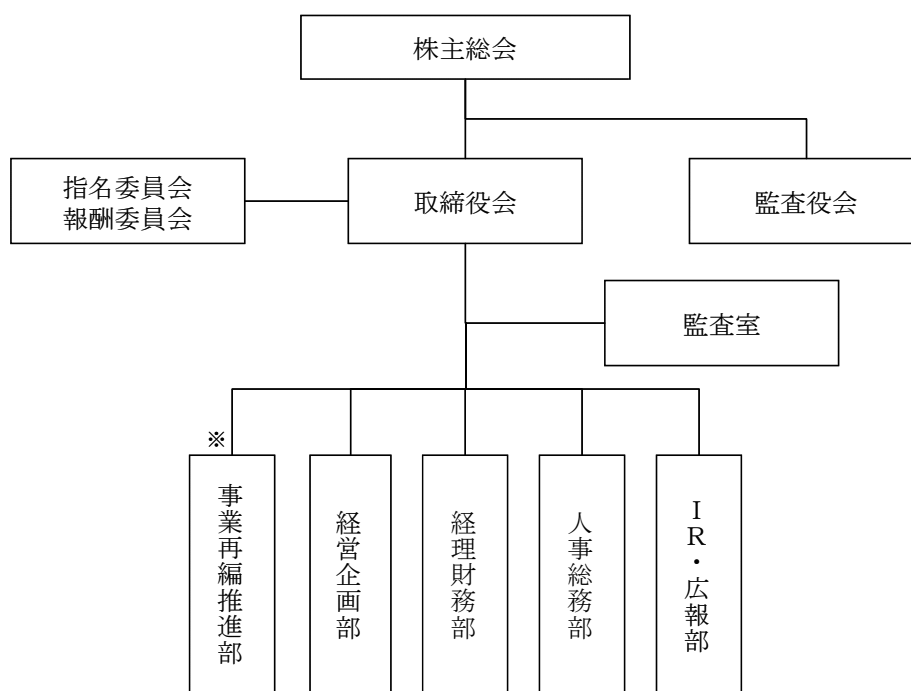 株主総会
指名委員会
報酬委員会
取締役会
監査役会
監査室
※
事業再編推進部
経営企画部
経理財務部
人事総務部
ＩＲ・広報部